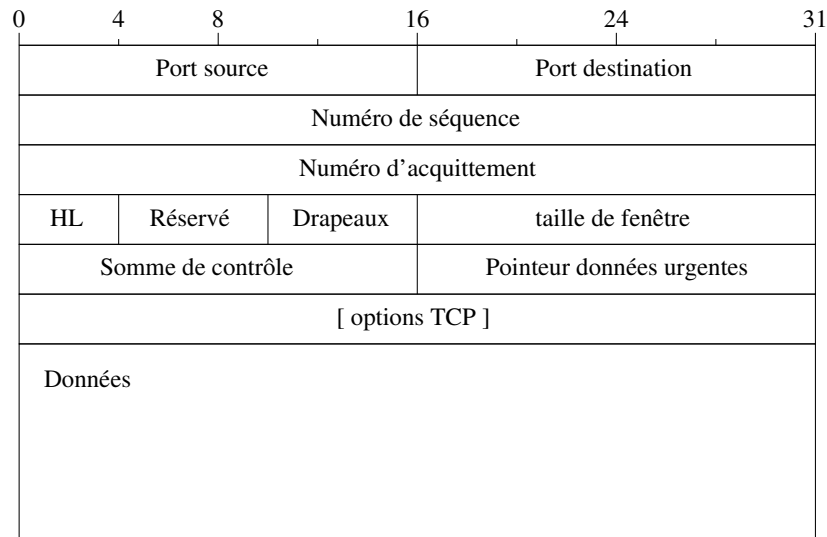 0 4 8 16 24 31
Port source Port destination
Numéro de séquence
Numéro d'acquittement
HL Réservé Drapeaux taille de fenêtre
Somme de contrôle Pointeur données urgentes
[ options TCP ]
Données